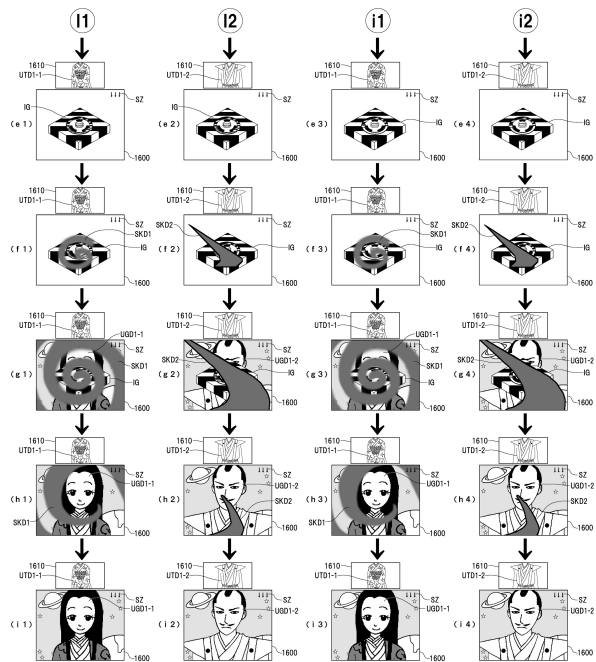 I1 I2 i1 i2
1610 1610 1610 1610
UTD1-1 UTD1-2 UTD1-1 UTD1-2
SZ SZ SZ SZ
IG IG
(e1) (e2) (e3) IG (e4) IG
1600 1600 1600 1600
1610 1610 1610 1610
UTD1-1 UTD1-2 UTD1-1 UTD1-2
SZ SKD2 SZ SZ SKD2 SZ
SKD1 SKD1
(f1) IG (f2) IG (f3) IG (f4) IG
1600 1600 1600 1600
1610 1610 1610 1610
UTD1-1 UTD1-2 UTD1-1 UTD1-2
UGD1-1 UGD1-1
SZ SZ SZ SZ
SKD1 SKD2 UGD1-2 SKD1 SKD2 UGD1-2
(g1) IG (g2) IG (g3) IG (g4) IG
1600 1600 1600 1600
1610 1610 1610 1610
UTD1-1 UTD1-2 UTD1-1 UTD1-2
SZ SZ SZ SZ
UGD1-1 UGD1-2 UGD1-1 UGD1-2
(h1) (h2) SKD2 (h3) (h4) SKD2
SKD1 1600 SKD1 1600
1600 1600
1610 1610 1610 1610
UTD1-1 UTD1-2 UTD1-1 UTD1-2
SZ SZ SZ SZ
UGD1-1 UGD1-2 UGD1-1 UGD1-2
(i1) (i2) (i3) (i4)
1600 1600 1600 1600